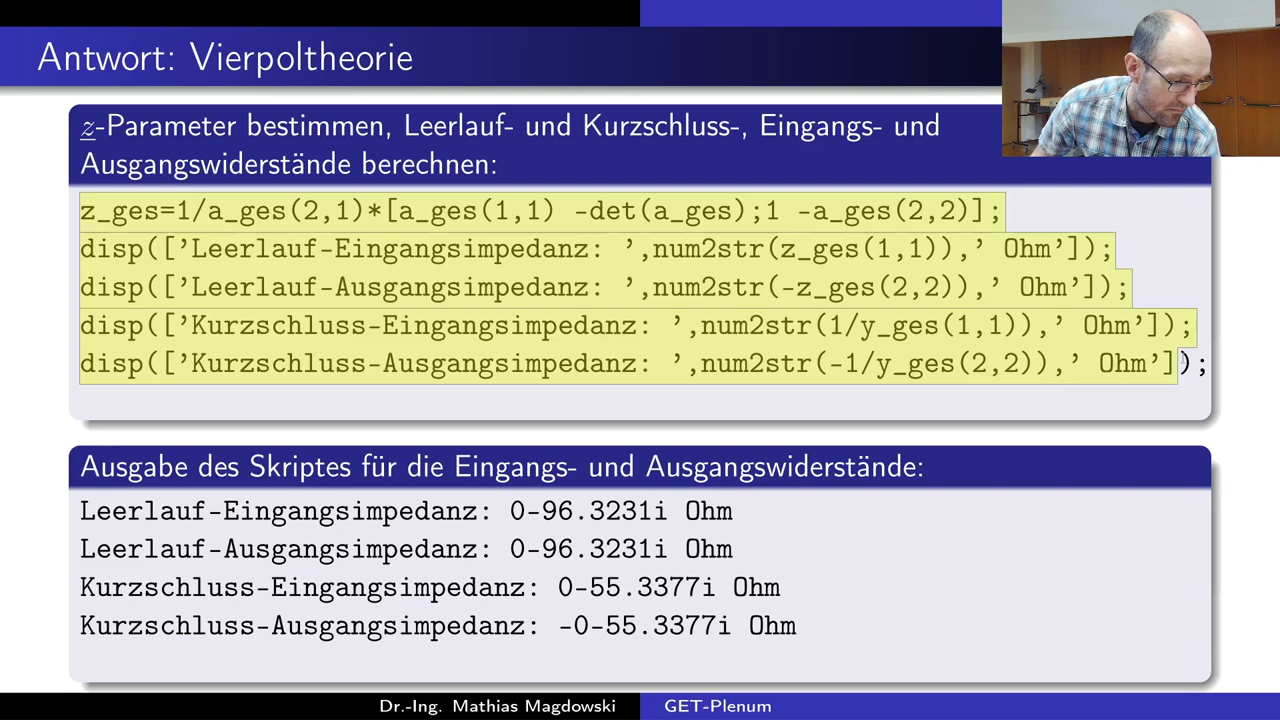 Antwort: Vierpoltheorie
z-Parameter bestimmen, Leerlauf- und Kurzschluss-, Eingangs- und
Ausgangswiderstände berechnen:
z_ges=1/a_ges(2,1)*[a_ges(1,1) -det(a_ges);1 -a_ges(2,2)];
disp(['Leerlauf-Eingangsimpedanz: ',num2str(z_ges(1,1)),' Ohm']);
disp(['Leerlauf-Ausgangsimpedanz: ',num2str(-z_ges(2,2)),' Ohm']);
disp(['Kurzschluss-Eingangsimpedanz: ',num2str(1/y_ges(1,1)),' Ohm']);
disp(['Kurzschluss-Ausgangsimpedanz: ',num2str(-1/y_ges(2,2)),' Ohm']);
Ausgabe des Skriptes für die Eingangs- und Ausgangswiderstände:
Leerlauf-Eingangsimpedanz: 0-96.3231i Ohm
Leerlauf-Ausgangsimpedanz: 0-96.3231i Ohm
Kurzschluss-Eingangsimpedanz: 0-55.3377i Ohm
Kurzschluss-Ausgangsimpedanz: -0-55.3377i Ohm
Dr.-Ing. Mathias Magdowski GET-Plenum